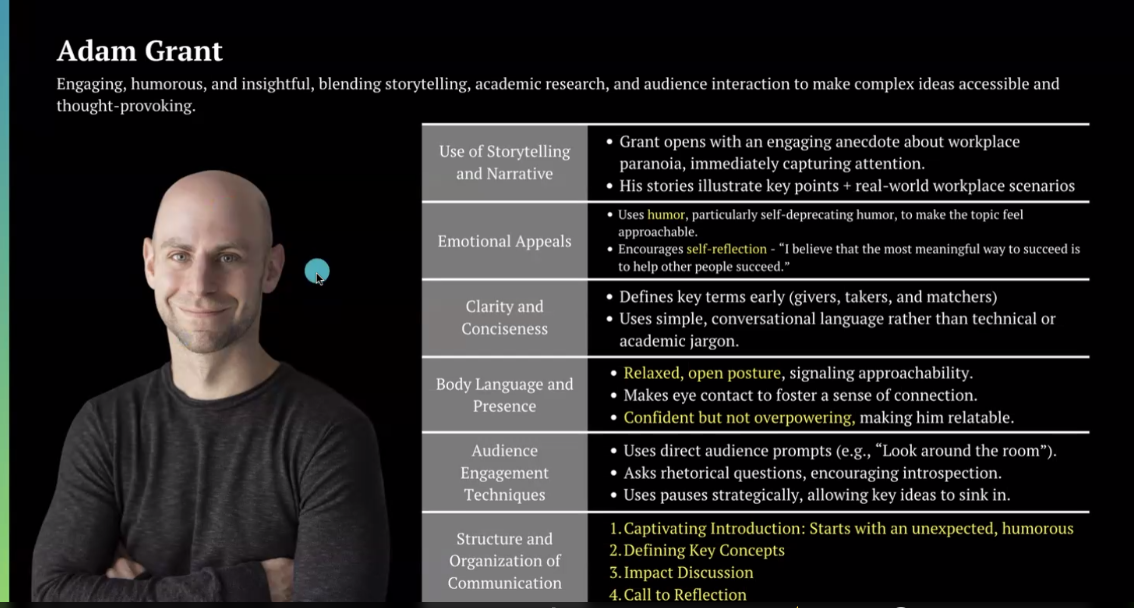 Adam Grant
Engaging, humorous, and insightful, blending storytelling, academic research, and audience interaction to make complex ideas accessible and
thought-provoking.
Use of Storytelling
and Narrative
• Grant opens with an engaging anecdote about workplace
paranoia, immediately capturing attention.
• His stories illustrate key points + real-world workplace scenarios
Emotional Appeals
• Uses humor, particularly self-deprecating humor, to make the topic feel
approachable.
• Encourages self-reflection - “I believe that the most meaningful way to succeed is
to help other people succeed.”
Clarity and
Conciseness
• Defines key terms early (givers, takers, and matchers)
• Uses simple, conversational language rather than technical or
academic jargon.
Body Language and
Presence
• Relaxed, open posture, signaling approachability.
• Makes eye contact to foster a sense of connection.
• Confident but not overpowering, making him relatable.
Audience
Engagement
Techniques
• Uses direct audience prompts (e.g., “Look around the room”).
• Asks rhetorical questions, encouraging introspection.
• Uses pauses strategically, allowing key ideas to sink in.
Structure and
Organization of
Communication
1. Captivating Introduction: Starts with an unexpected, humorous
2. Defining Key Concepts
3. Impact Discussion
4. Call to Reflection